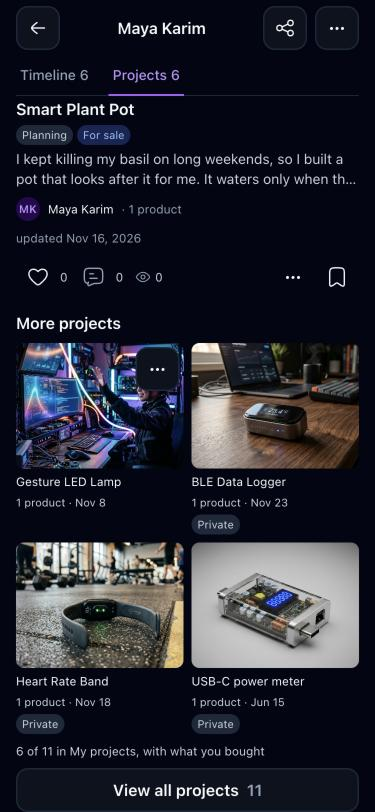 Maya Karim
Timeline 6
Projects 6
Smart Plant Pot
Planning
For sale
I kept killing my basil on long weekends, so I built a
pot that looks after it for me. It waters only when th...
MK Maya Karim · 1 product
updated Nov 16, 2026
0 0 0
More projects
Gesture LED Lamp
1 product · Nov 8
BLE Data Logger
1 product · Nov 23
Private
Heart Rate Band
1 product · Nov 18
Private
USB-C power meter
1 product · Jun 15
Private
6 of 11 in My projects, with what you bought
View all projects 11